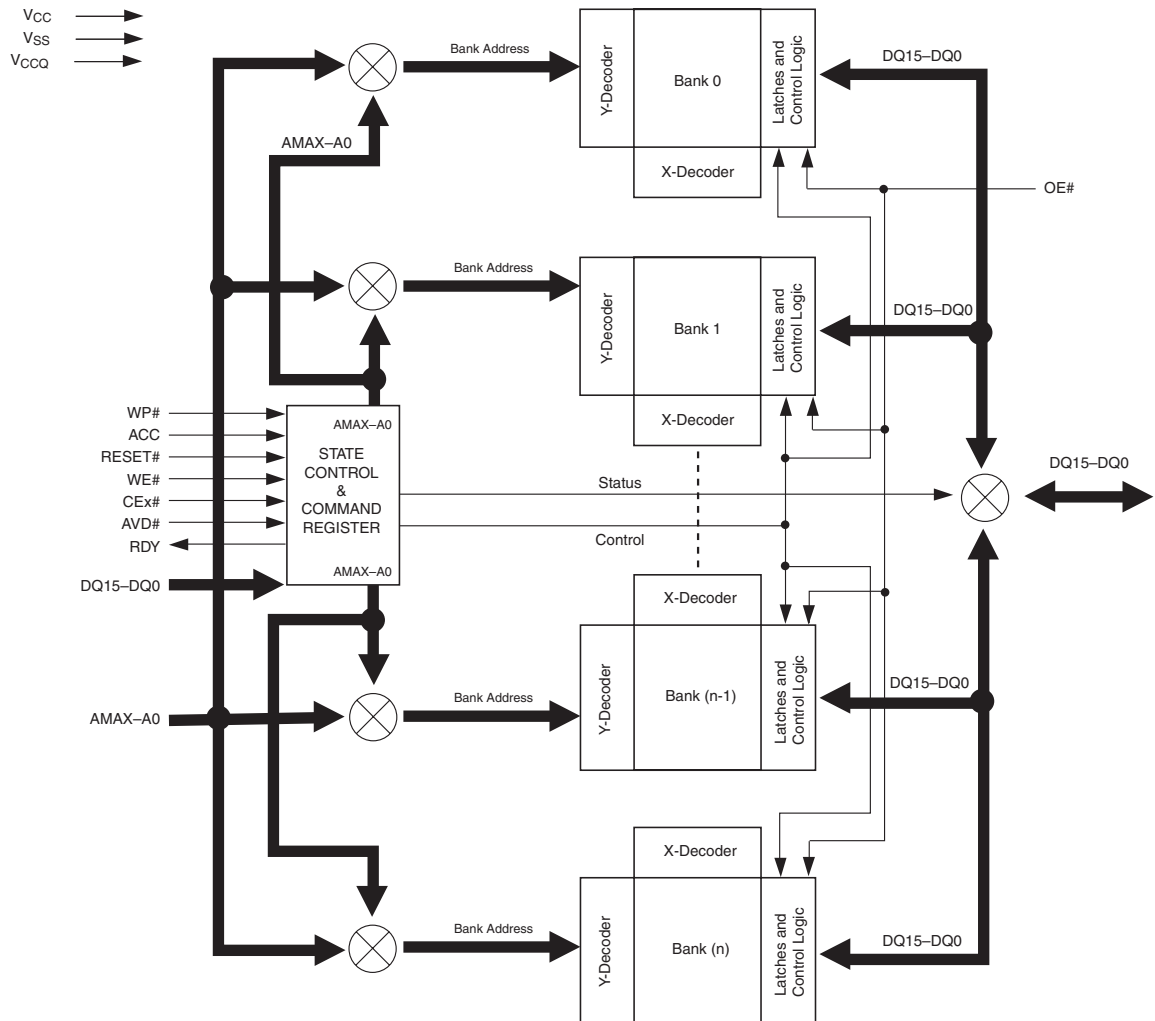 VCC
VSS
VCCQ
Bank Address
Y-Decoder
Bank 0
Latches and
Control Logic
DQ15–DQ0
AMAX–A0
X-Decoder
OE#
Bank Address
Y-Decoder
Bank 1
Latches and
Control Logic
DQ15–DQ0
X-Decoder
WP#
ACC
RESET#
WE#
CEx#
AVD#
RDY
DQ15–DQ0
AMAX–A0
STATE
CONTROL
&
COMMAND
REGISTER
AMAX–A0
Status
Control
DQ15–DQ0
X-Decoder
AMAX–A0
Bank Address
Y-Decoder
Bank (n-1)
Latches and
Control Logic
DQ15–DQ0
X-Decoder
Bank Address
Y-Decoder
Bank (n)
Latches and
Control Logic
DQ15–DQ0